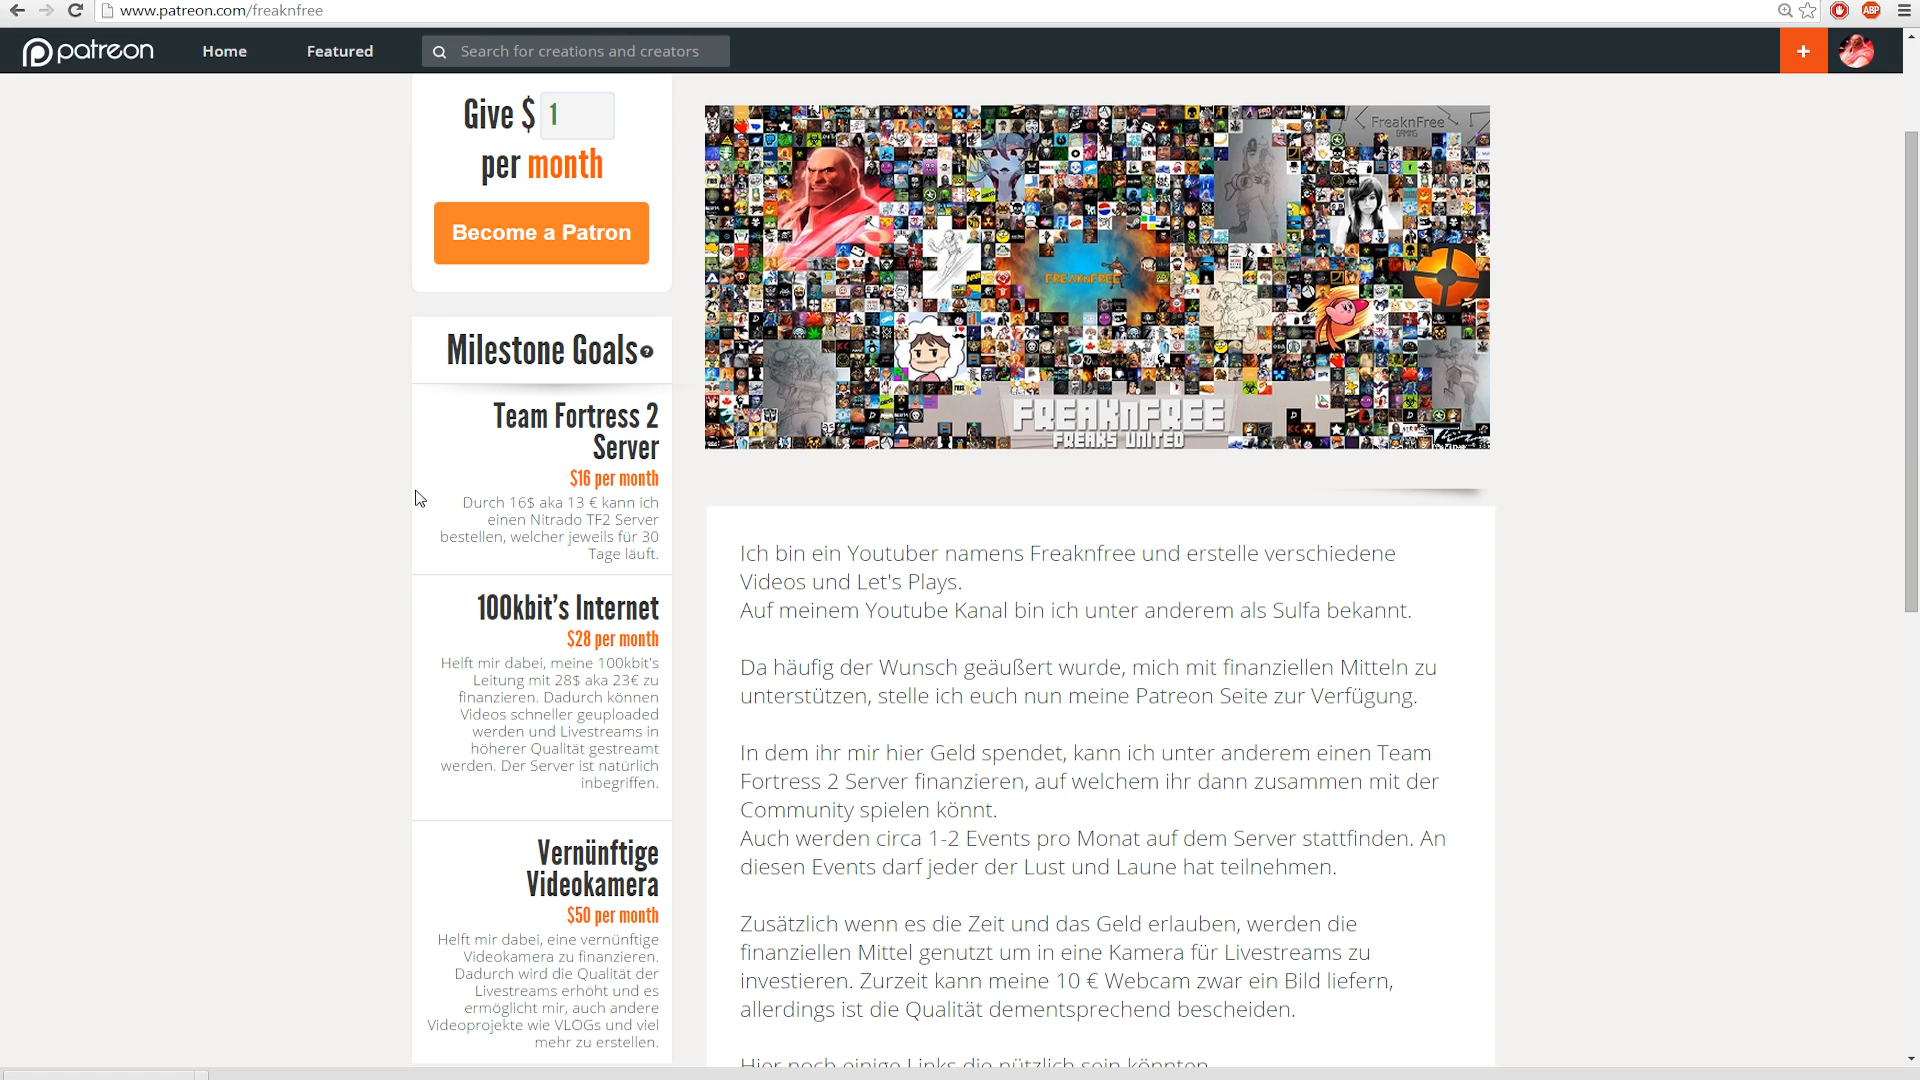 www.patreon.com/freaknfree
ABP
patreon
Home
Featured
Search for creations and creators
+
Give $ 1
per month
Become a Patron
Milestone Goals
Team Fortress 2
Server
$16 per month
Durch 16$ aka 13 € kann ich
einen Nitrado TF2 Server
bestellen, welcher jeweils für 30
Tage läuft.
100kbit's Internet
$28 per month
Helft mir dabei, meine 100kbit's
Leitung mit 28$ aka 23€ zu
finanzieren. Dadurch können
Videos schneller geuploaded
werden und Livestreams in
höherer Qualität gestreamt
werden. Der Server ist natürlich
inbegriffen.
Vernünftige
Videokamera
$50 per month
Helft mir dabei, eine vernünftige
Videokamera zu finanzieren.
Dadurch wird die Qualität der
Livestreams erhöht und es
ermöglicht mir, auch andere
Videoprojekte wie VLOGs und viel
mehr zu erstellen.
FreaknFree
GAMING
FREAKNFREE
FREAKNFREE
FREAKS UNITED
Ich bin ein Youtuber namens Freaknfree und erstelle verschiedene
Videos und Let's Plays.
Auf meinem Youtube Kanal bin ich unter anderem als Sulfa bekannt.
Da häufig der Wunsch geäußert wurde, mich mit finanziellen Mitteln zu
unterstützen, stelle ich euch nun meine Patreon Seite zur Verfügung.
In dem ihr mir hier Geld spendet, kann ich unter anderem einen Team
Fortress 2 Server finanzieren, auf welchem ihr dann zusammen mit der
Community spielen könnt.
Auch werden circa 1-2 Events pro Monat auf dem Server stattfinden. An
diesen Events darf jeder der Lust und Laune hat teilnehmen.
Zusätzlich wenn es die Zeit und das Geld erlauben, werden die
finanziellen Mittel genutzt um in eine Kamera für Livestreams zu
investieren. Zurzeit kann meine 10 € Webcam zwar ein Bild liefern,
allerdings ist die Qualität dementsprechend bescheiden.
Hier noch einige Links die nützlich sein könnten